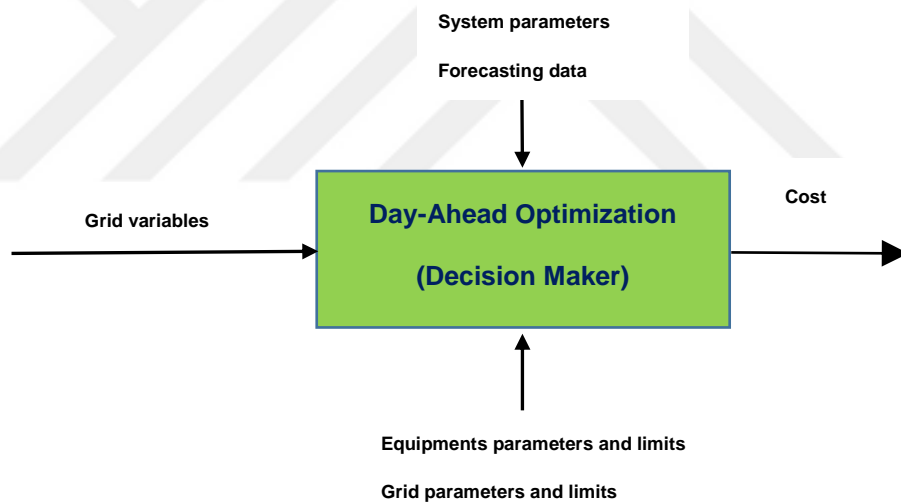 System parameters
Forecasting data
Cost
Grid variables
Day-Ahead Optimization
(Decision Maker)
Equipments parameters and limits
Grid parameters and limits